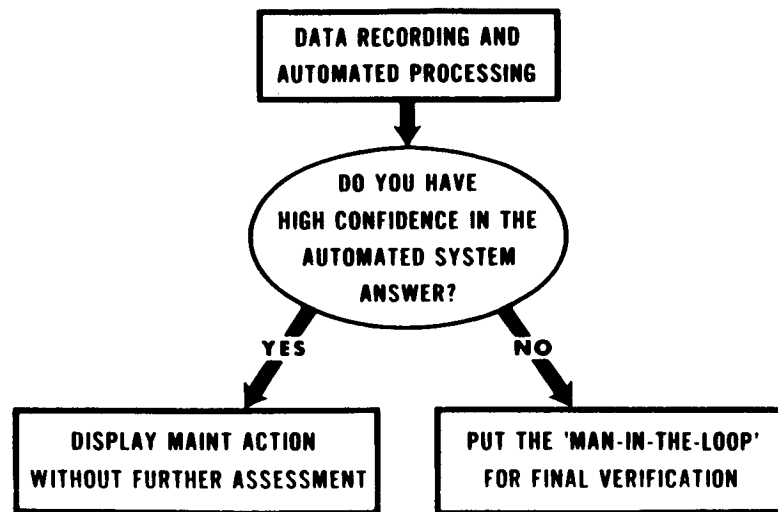 DATA RECORDING AND
AUTOMATED PROCESSING
DO YOU HAVE
HIGH CONFIDENCE IN THE
AUTOMATED SYSTEM
ANSWER?
YES
NO
DISPLAY MAINT ACTION
WITHOUT FURTHER ASSESSMENT
PUT THE 'MAN-IN-THE-LOOP'
FOR FINAL VERIFICATION